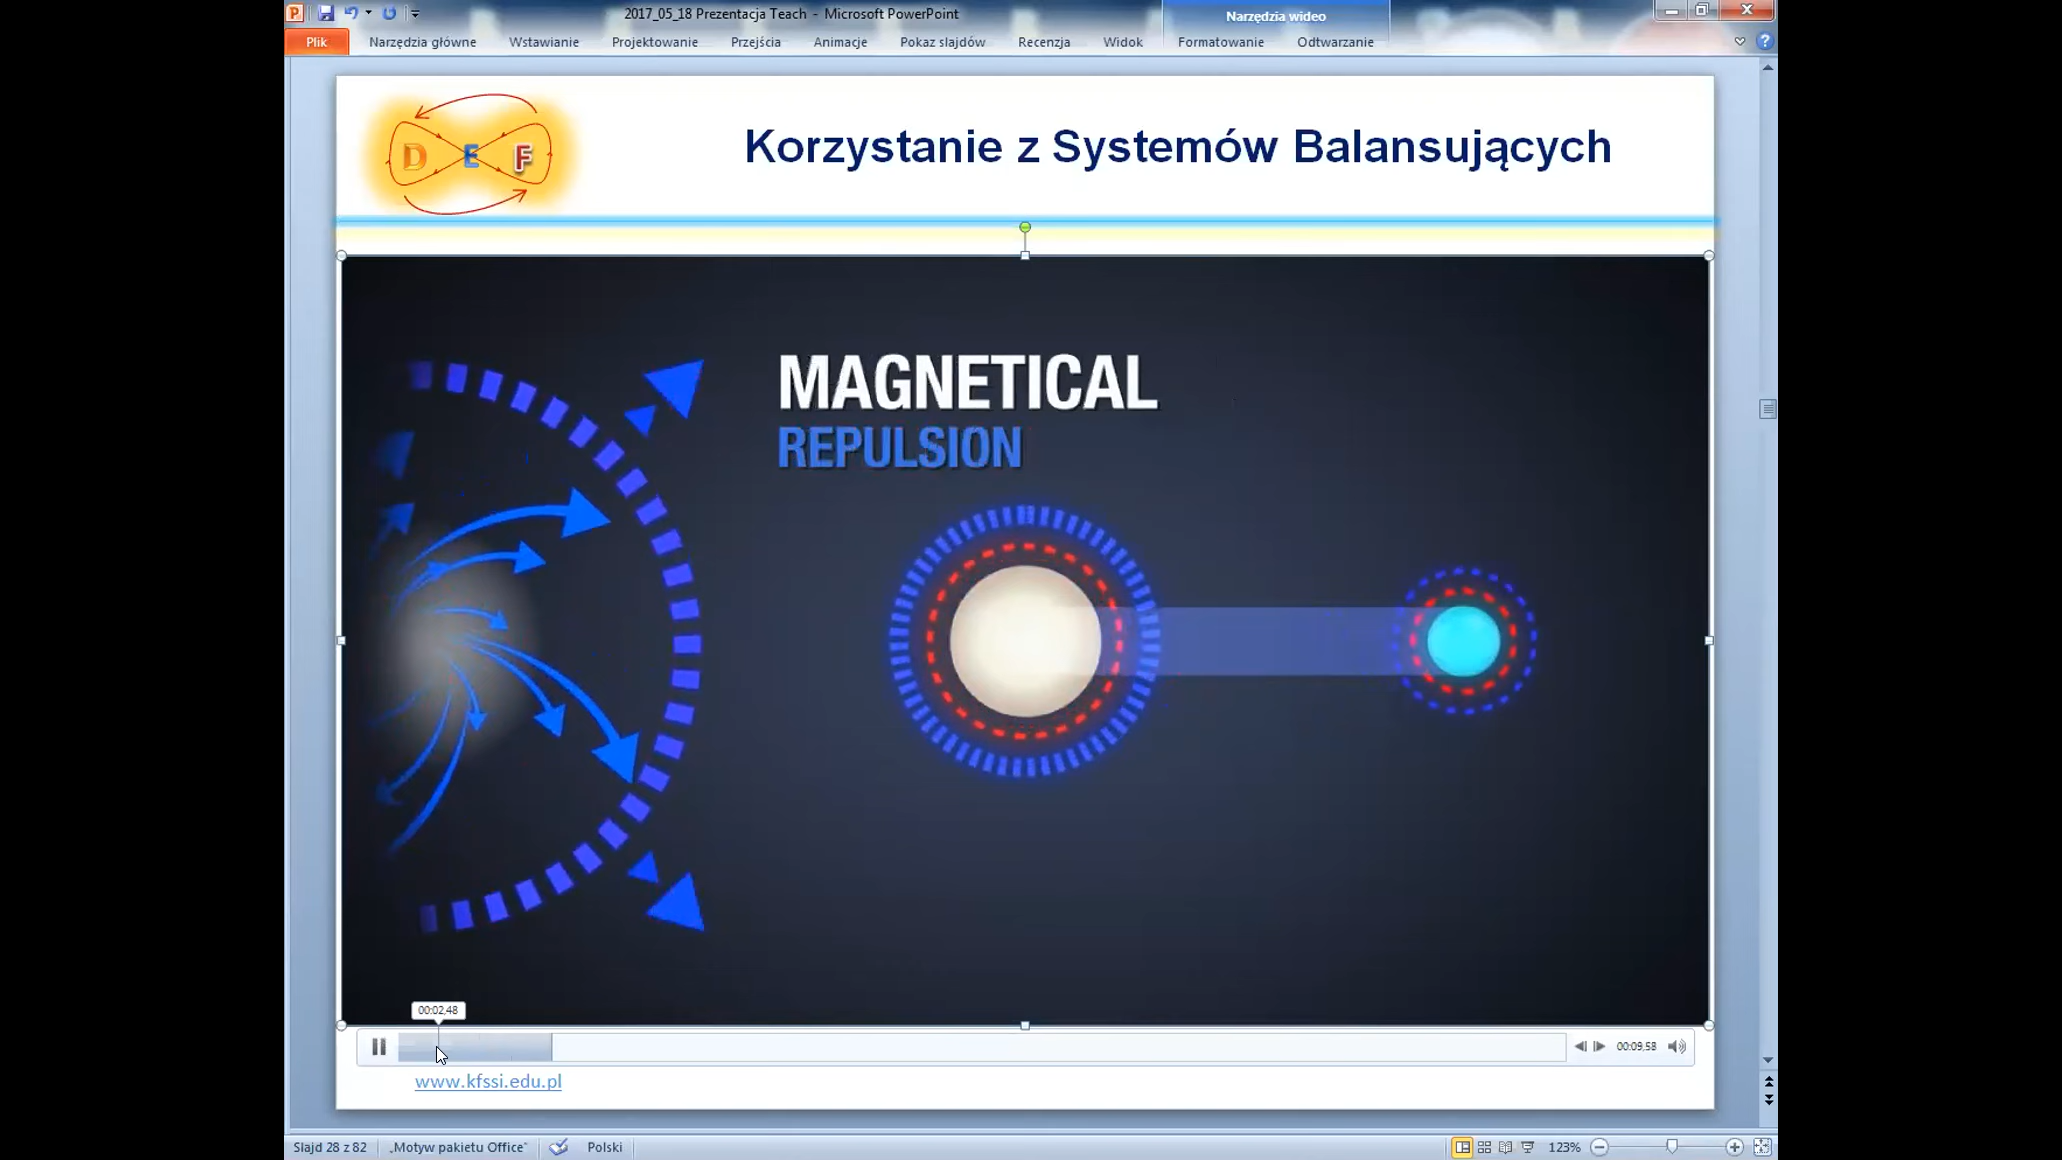 2017_05_18 Prezentacja Teach - Microsoft PowerPoint
Narzędzia wideo
Plik Narzędzia główne Wstawianie Projektowanie Przejścia Animacje Pokaz slajdów Recenzja Widok Formatowanie Odtwarzanie
D E F
Korzystanie z Systemów Balansujących
MAGNETICAL
REPULSION
00:02,48
00:09,58
www.kfssi.edu.pl
Slajd 28 z 82 „Motyw pakietu Office” Polski 123%